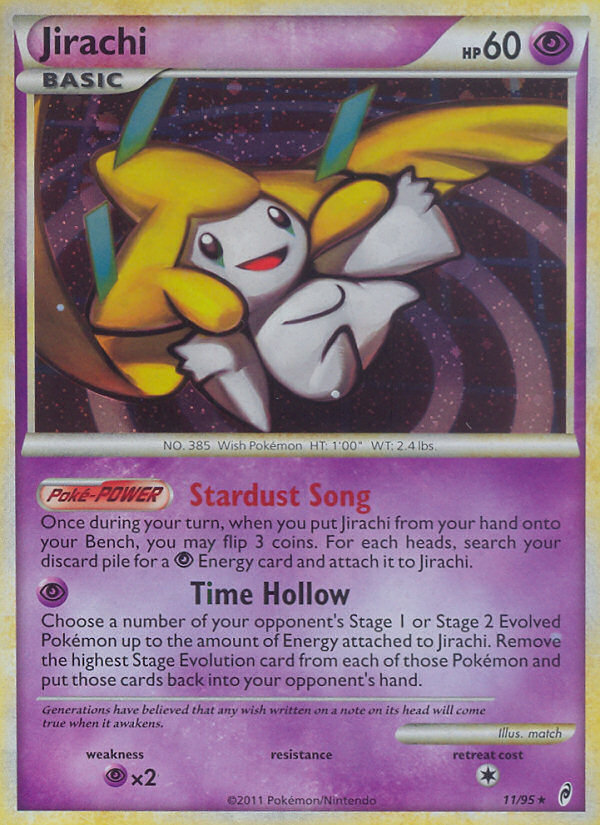 Jirachi
HP 60
BASIC
NO. 385 Wish Pokémon HT: 1'00" WT: 2.4 lbs.
Poké-POWER Stardust Song
Once during your turn, when you put Jirachi from your hand onto
your Bench, you may flip 3 coins. For each heads, search your
discard pile for a Energy card and attach it to Jirachi.
Time Hollow
Choose a number of your opponent's Stage 1 or Stage 2 Evolved
Pokémon up to the amount of Energy attached to Jirachi. Remove
the highest Stage Evolution card from each of those Pokémon and
put those cards back into your opponent's hand.
Generations have believed that any wish written on a note on its head will come
true when it awakens.
Illus. match
weakness resistance retreat cost
×2
©2011 Pokémon/Nintendo 11/95 ★